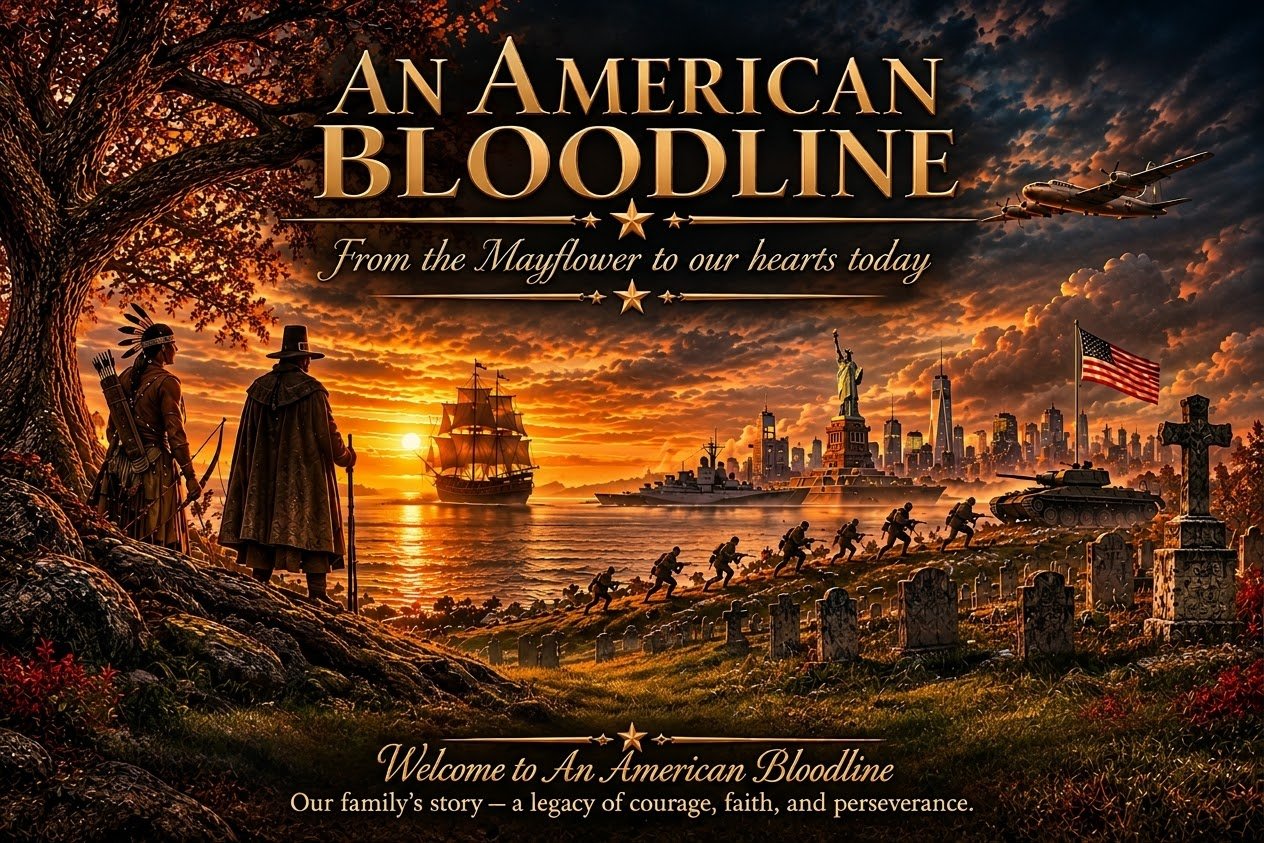 An American
Bloodline
From the Mayflower to our hearts today
Welcome to An American Bloodline
Our family's story — a legacy of courage, faith, and perseverance.